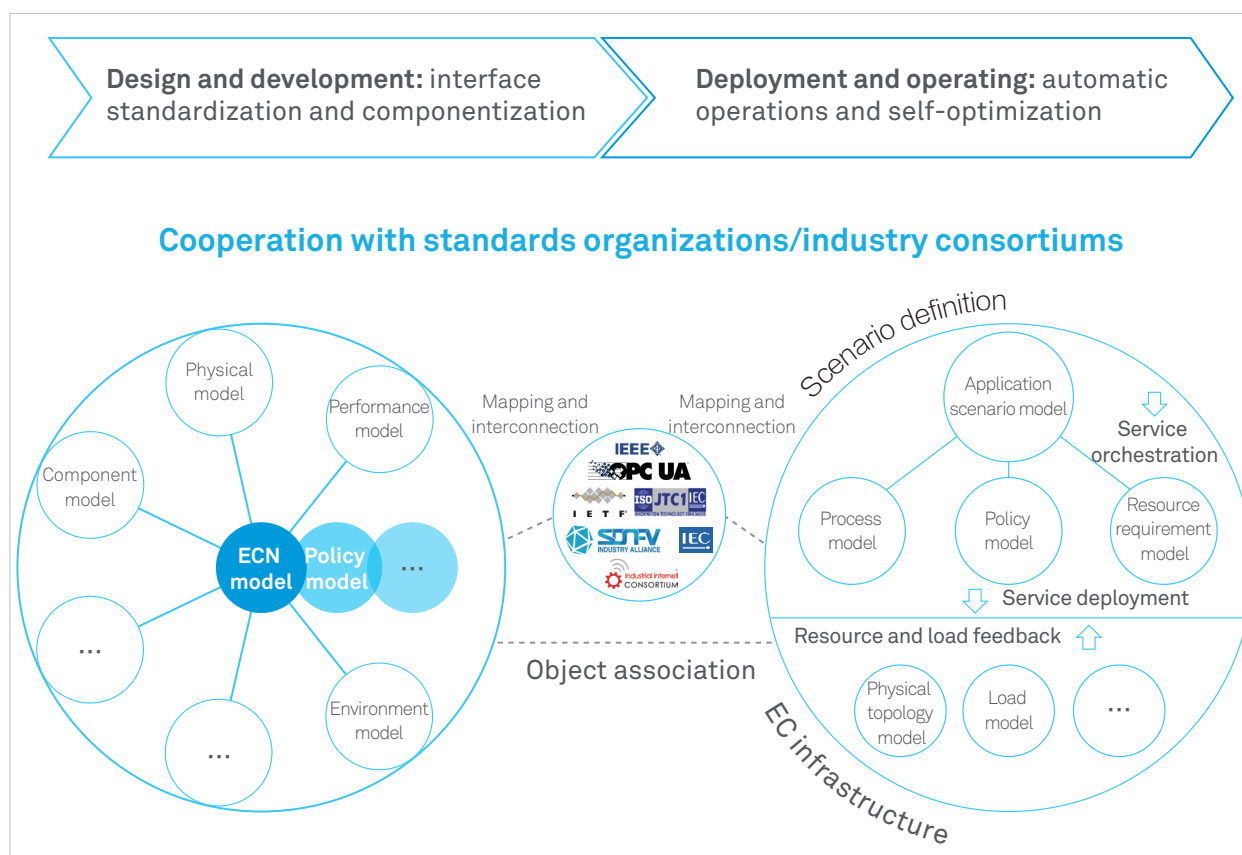 Design and development: interface
standardization and componentization
Deployment and operating: automatic
operations and self-optimization
Cooperation with standards organizations/industry consortiums
Physical
model
Performance
model
Component
model
ECN
model
Policy
model
...
...
...
Environment
model
Mapping and
interconnection
Mapping and
interconnection
IEEE
OPC UA
IETF
ISO
JTC1
IEC
SDNFV
INDUSTRY ALLIANCE
IEC
industrial internet
CONSORTIUM
Object association
Scenario definition
Application
scenario model
Service
orchestration
Process
model
Policy
model
Resource
requirement
model
Service deployment
Resource and load feedback
Physical
topology
model
Load
model
...
EC infrastructure